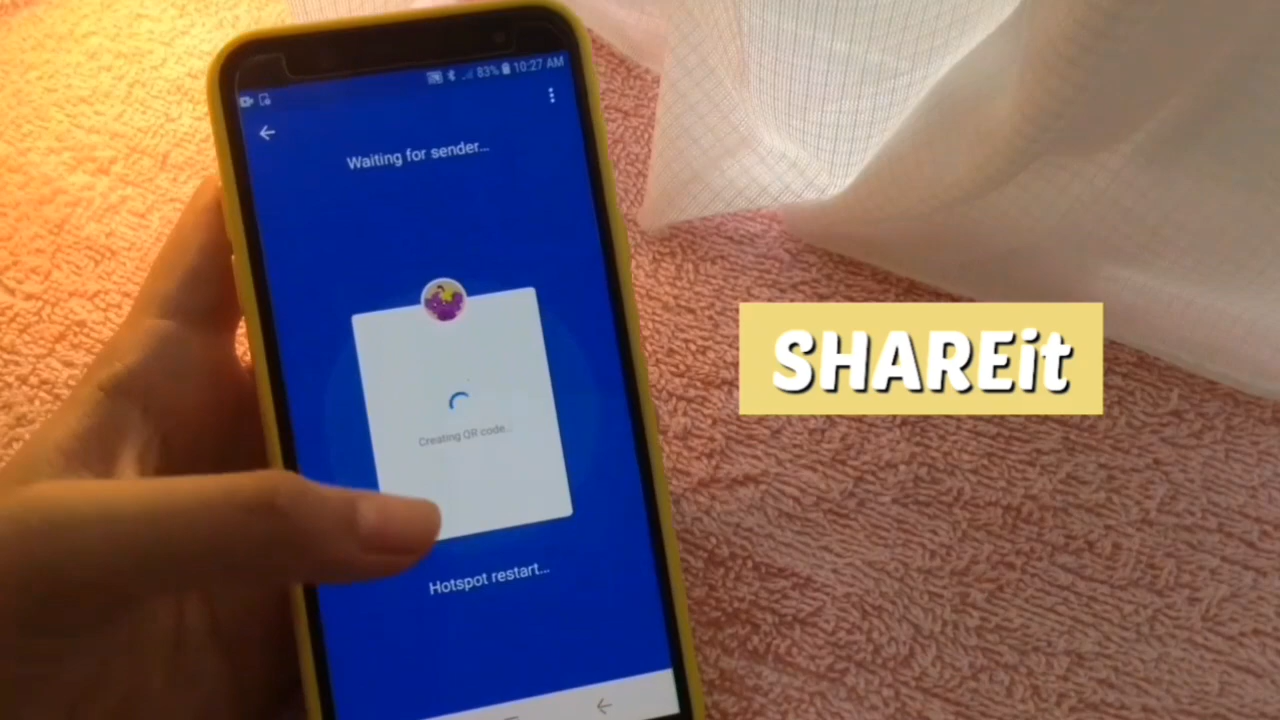 83% 10:27 AM
Waiting for sender...
Creating QR code...
Hotspot restart...
SHAREit